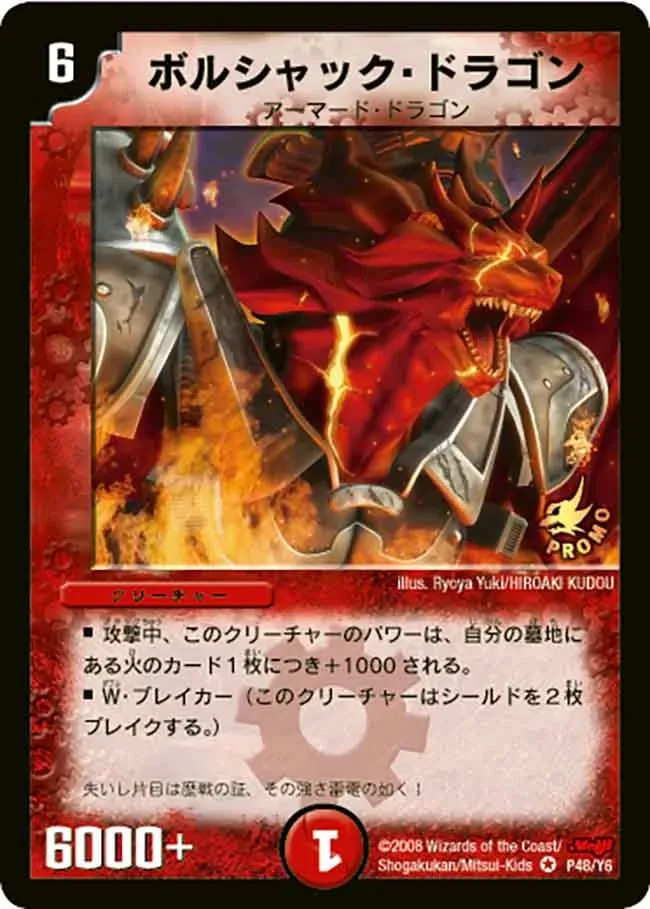 6
ボルシャック・ドラゴン
アーマード・ドラゴン
PROMO
illus. Ryoya Yuki/HIROAKI KUDOU
クリーチャー
■ 攻撃中、このクリーチャーのパワーは、自分の墓地に
ある火のカード1枚につき+1000される。
■ W・ブレイカー（このクリーチャーはシールドを2枚
ブレイクする。）
失いし片目は歴戦の証、その強さ雷電の如く！
6000+
1
©2008 Wizards of the Coast/
Shogakukan/Mitsui-Kids P48/Y6